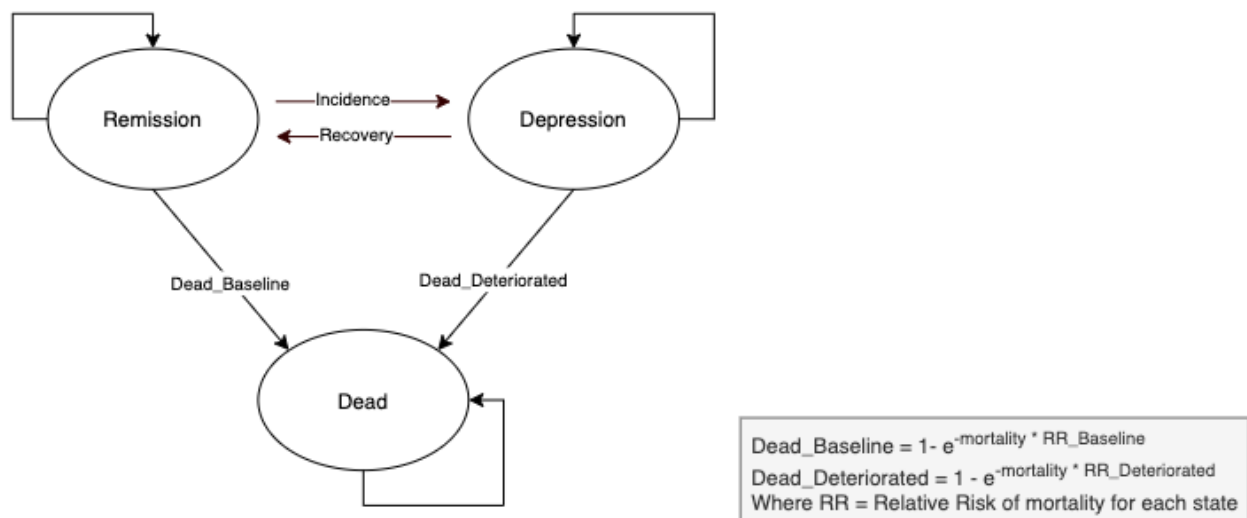 Remission
Incidence
Depression
Recovery
Dead_Baseline
Dead_Deteriorated
Dead
Dead_Baseline = 1- e-mortality * RR_Baseline
Dead_Deteriorated = 1 - e-mortality * RR_Deteriorated
Where RR = Relative Risk of mortality for each state